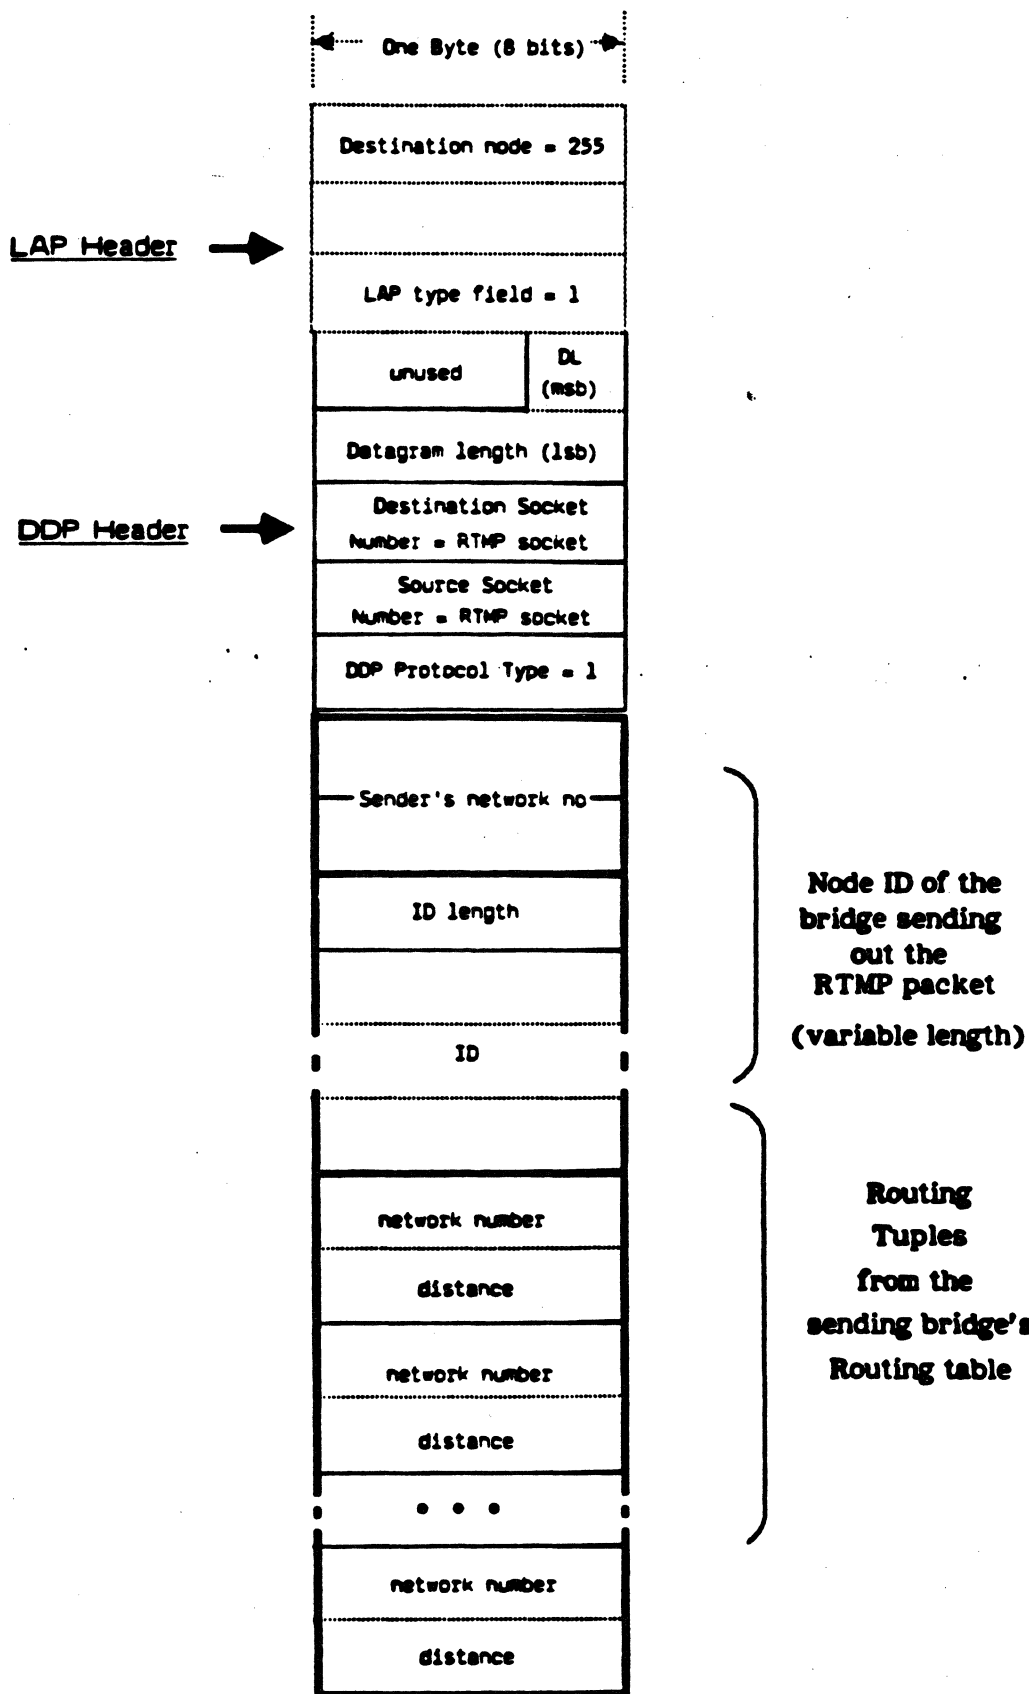 One Byte (8 bits)
Destination node = 255
LAP Header
LAP type field = 1
unused
DL
(msb)
Datagram length (lsb)
DDP Header
Destination Socket
Number = RTMP socket
Source Socket
Number = RTMP socket
DDP Protocol Type = 1
Sender's network no
ID length
ID
Node ID of the
bridge sending
out the
RTMP packet
(variable length)
network number
distance
network number
distance
• • •
network number
distance
Routing
Tuples
from the
sending bridge's
Routing table